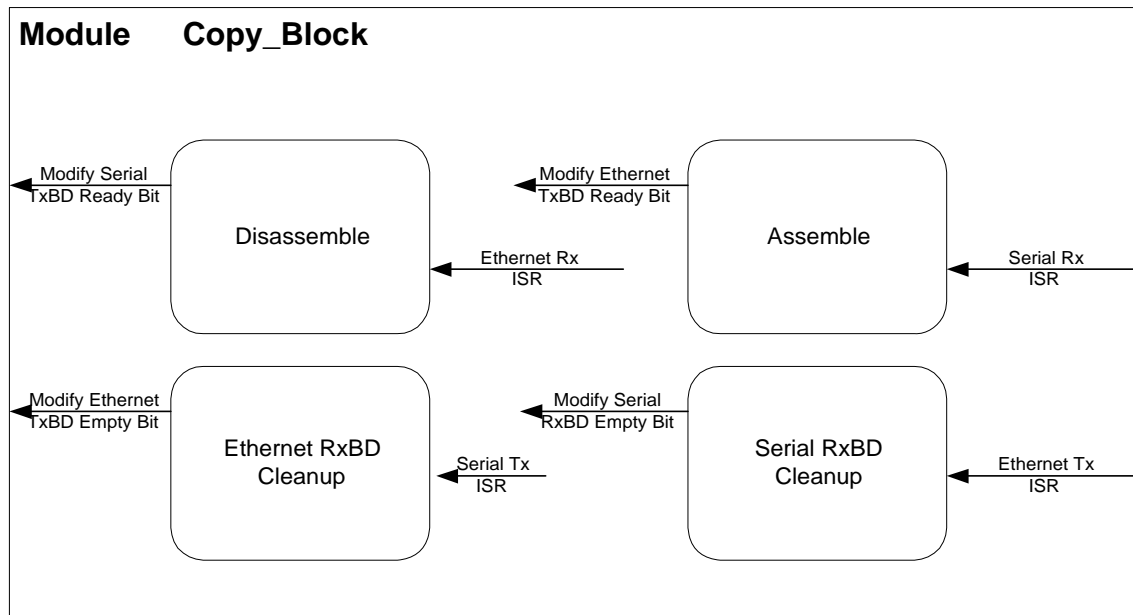 Module Copy_Block
Modify Serial
TxBD Ready Bit
Disassemble
Ethernet Rx
ISR
Modify Ethernet
TxBD Ready Bit
Assemble
Serial Rx
ISR
Modify Ethernet
TxBD Empty Bit
Ethernet RxBD
Cleanup
Serial Tx
ISR
Modify Serial
RxBD Empty Bit
Serial RxBD
Cleanup
Ethernet Tx
ISR